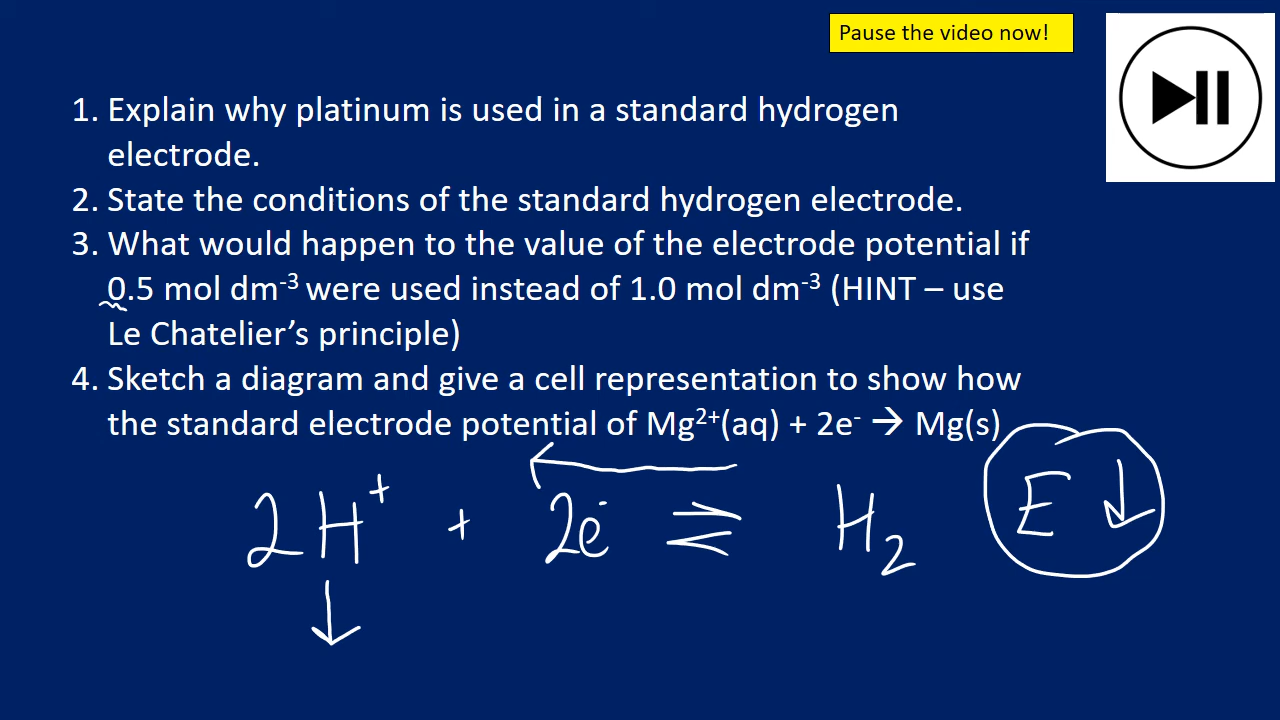 Pause the video now!
1. Explain why platinum is used in a standard hydrogen
electrode.
2. State the conditions of the standard hydrogen electrode.
3. What would happen to the value of the electrode potential if
0.5 mol dm⁻³ were used instead of 1.0 mol dm⁻³ (HINT – use
Le Chatelier’s principle)
4. Sketch a diagram and give a cell representation to show how
the standard electrode potential of Mg²⁺(aq) + 2e⁻ → Mg(s)
2H⁺ + 2e⁻ ⇌ H₂ E ↓